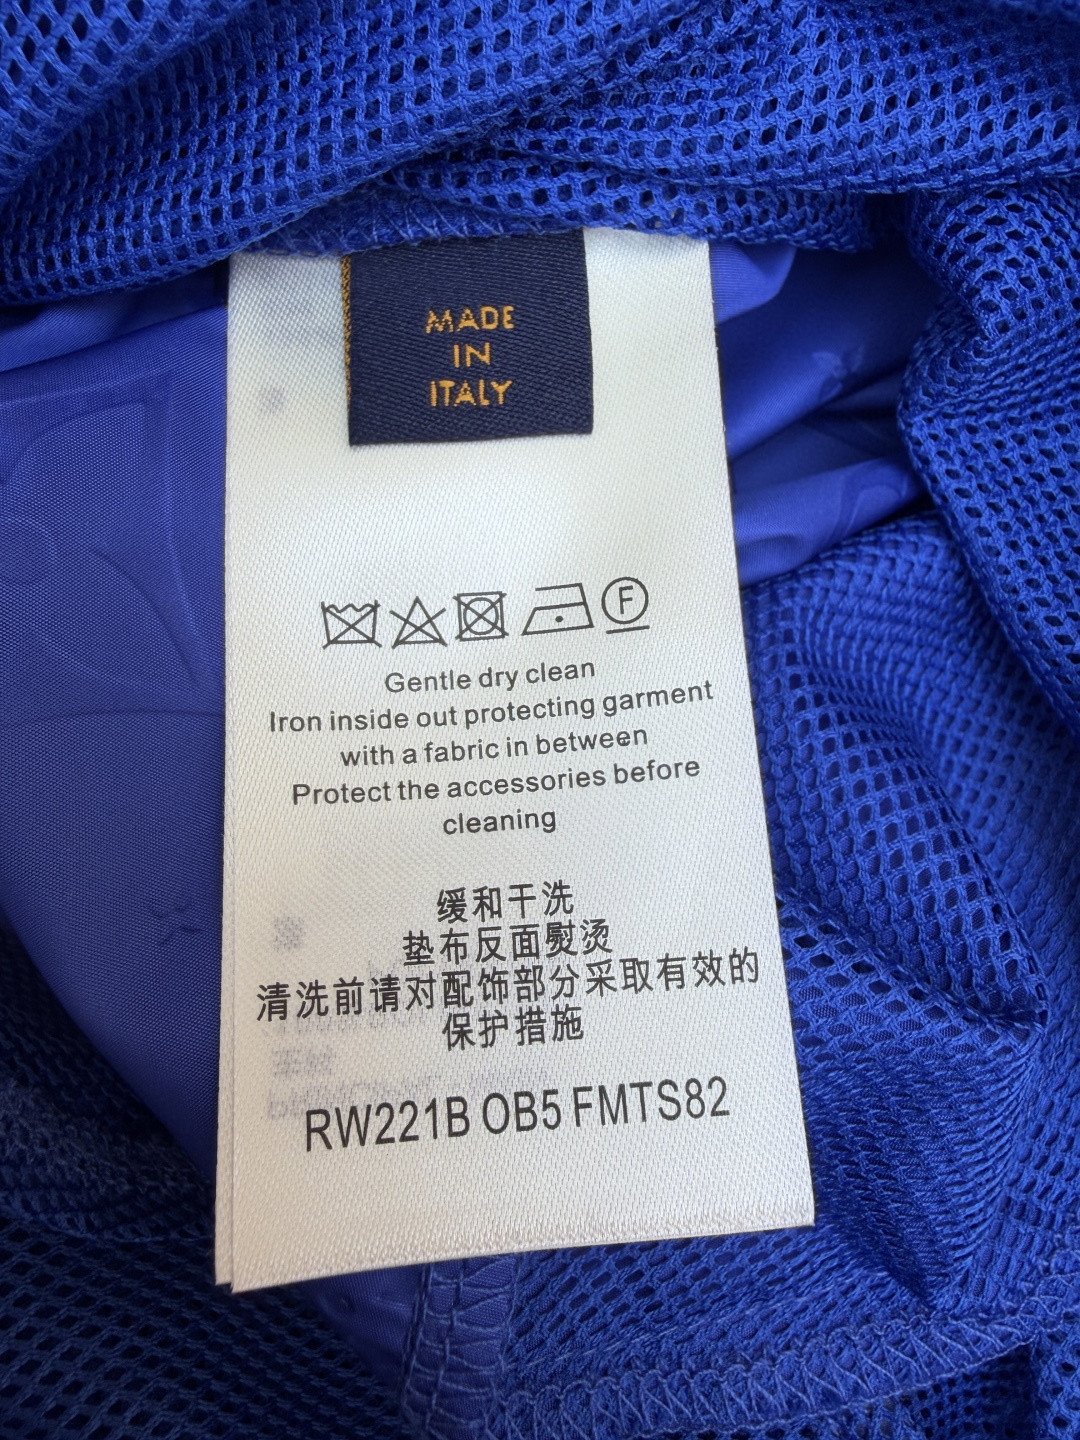 MADE
IN
ITALY
F
Gentle dry clean
Iron inside out protecting garment
with a fabric in between
Protect the accessories before
cleaning
缓和干洗
垫布反面熨烫
清洗前请对配饰部分采取有效的
保护措施
RW221B OB5 FMTS82